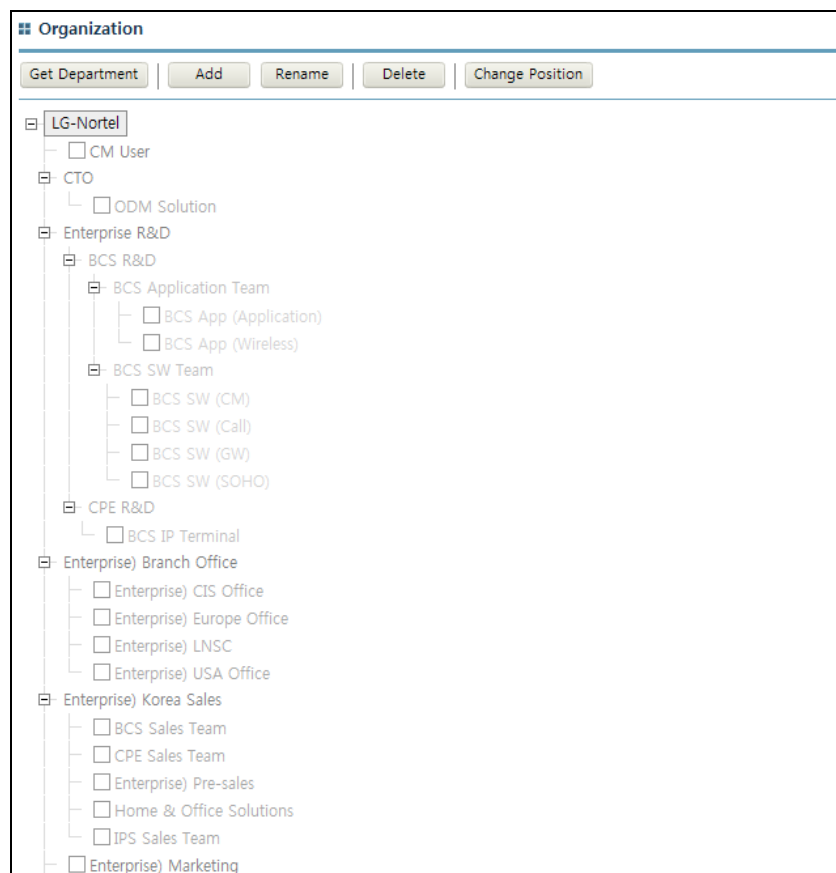 Organization
Get Department Add Rename Delete Change Position
LG-Nortel
CM User
CTO
ODM Solution
Enterprise R&D
BCS R&D
BCS Application Team
BCS App (Application)
BCS App (Wireless)
BCS SW Team
BCS SW (CM)
BCS SW (Call)
BCS SW (GW)
BCS SW (SOHO)
CPE R&D
BCS IP Terminal
Enterprise) Branch Office
Enterprise) CIS Office
Enterprise) Europe Office
Enterprise) LNSC
Enterprise) USA Office
Enterprise) Korea Sales
BCS Sales Team
CPE Sales Team
Enterprise) Pre-sales
Home & Office Solutions
IPS Sales Team
Enterprise) Marketing